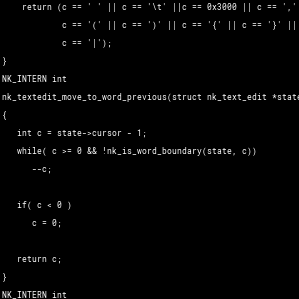 return (c == ' ' || c == '\t' ||c == 0x3000 || c == ','
c == '(' || c == ')' || c == '{' || c == '}' ||
c == '|');
}
NK_INTERN int
nk_textedit_move_to_word_previous(struct nk_text_edit *state
{
int c = state->cursor - 1;
while( c >= 0 && !nk_is_word_boundary(state, c))
--c;
if( c < 0 )
c = 0;
return c;
}
NK_INTERN int